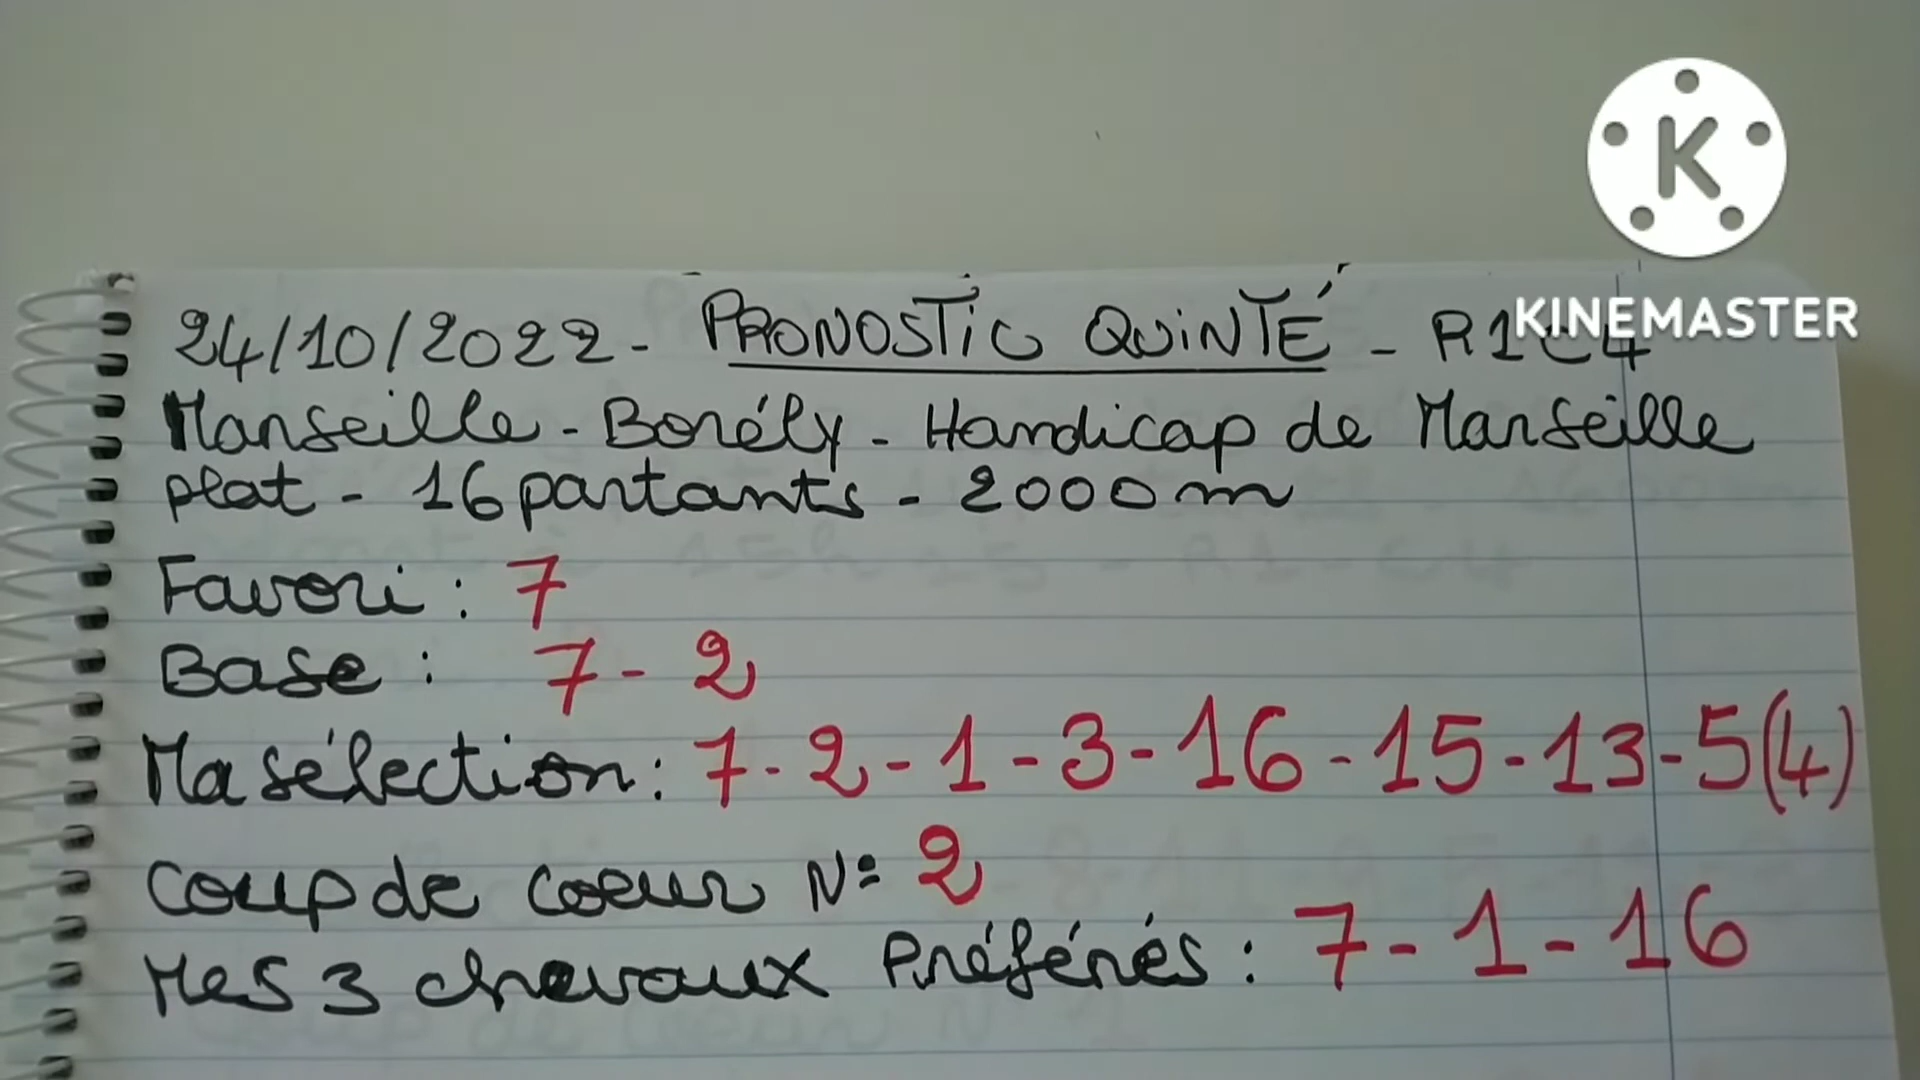 K
KINEMASTER
24/10/2022 - PRONOSTIC QUINTÉ - R1C4
Marseille - Borély - Handicap de Marseille
plat - 16 partants - 2000m
Favori : 7
Base : 7 - 2
Ma sélection : 7 - 2 - 1 - 3 - 16 - 15 - 13 - 5 (4)
Coup de coeur N° 2
Mes 3 chevaux Préférés : 7 - 1 - 16